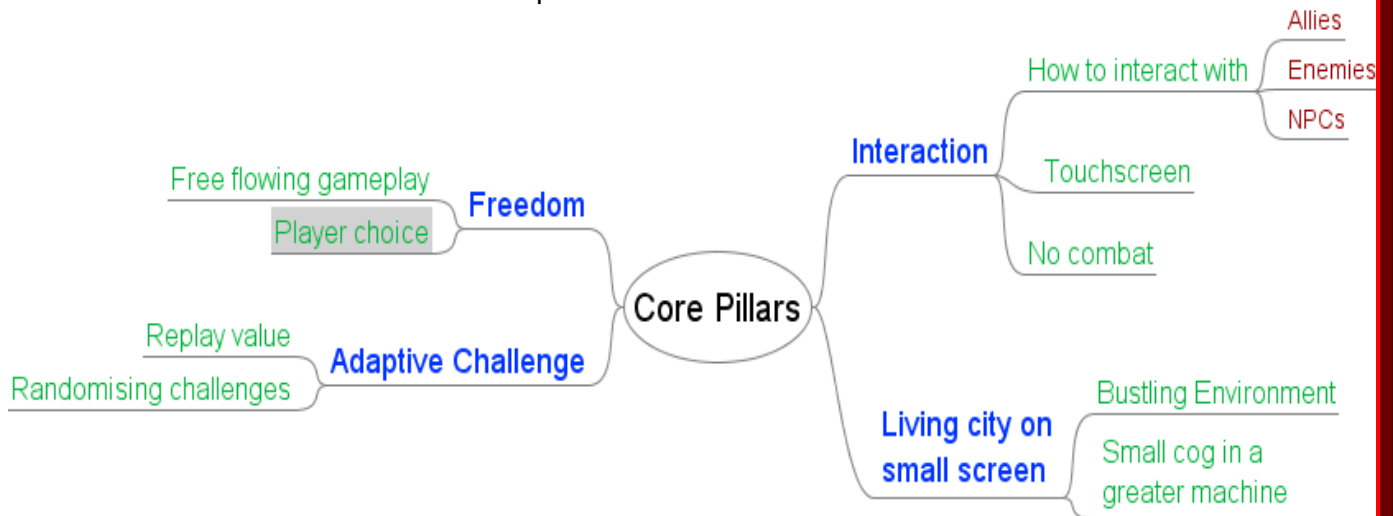 Core Pillars
Freedom
Free flowing gameplay
Player choice
Adaptive Challenge
Replay value
Randomising challenges
Interaction
How to interact with
Allies
Enemies
NPCs
Touchscreen
No combat
Living city on
small screen
Bustling Environment
Small cog in a
greater machine